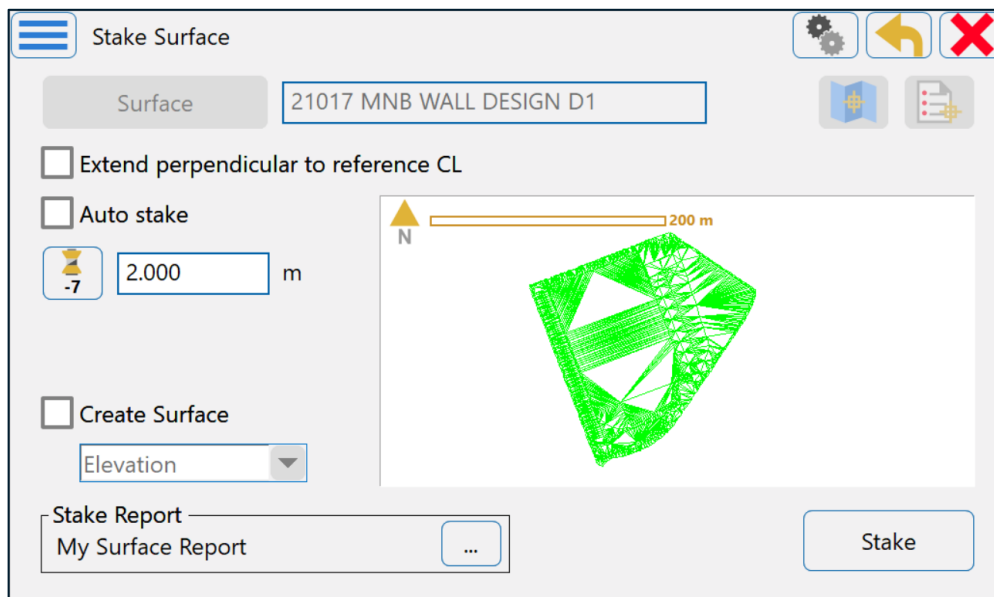 Stake Surface
Surface
21017 MNB WALL DESIGN D1
Extend perpendicular to reference CL
Auto stake
200 m
N
-7
2.000
m
Create Surface
Elevation
Stake Report
My Surface Report
...
Stake